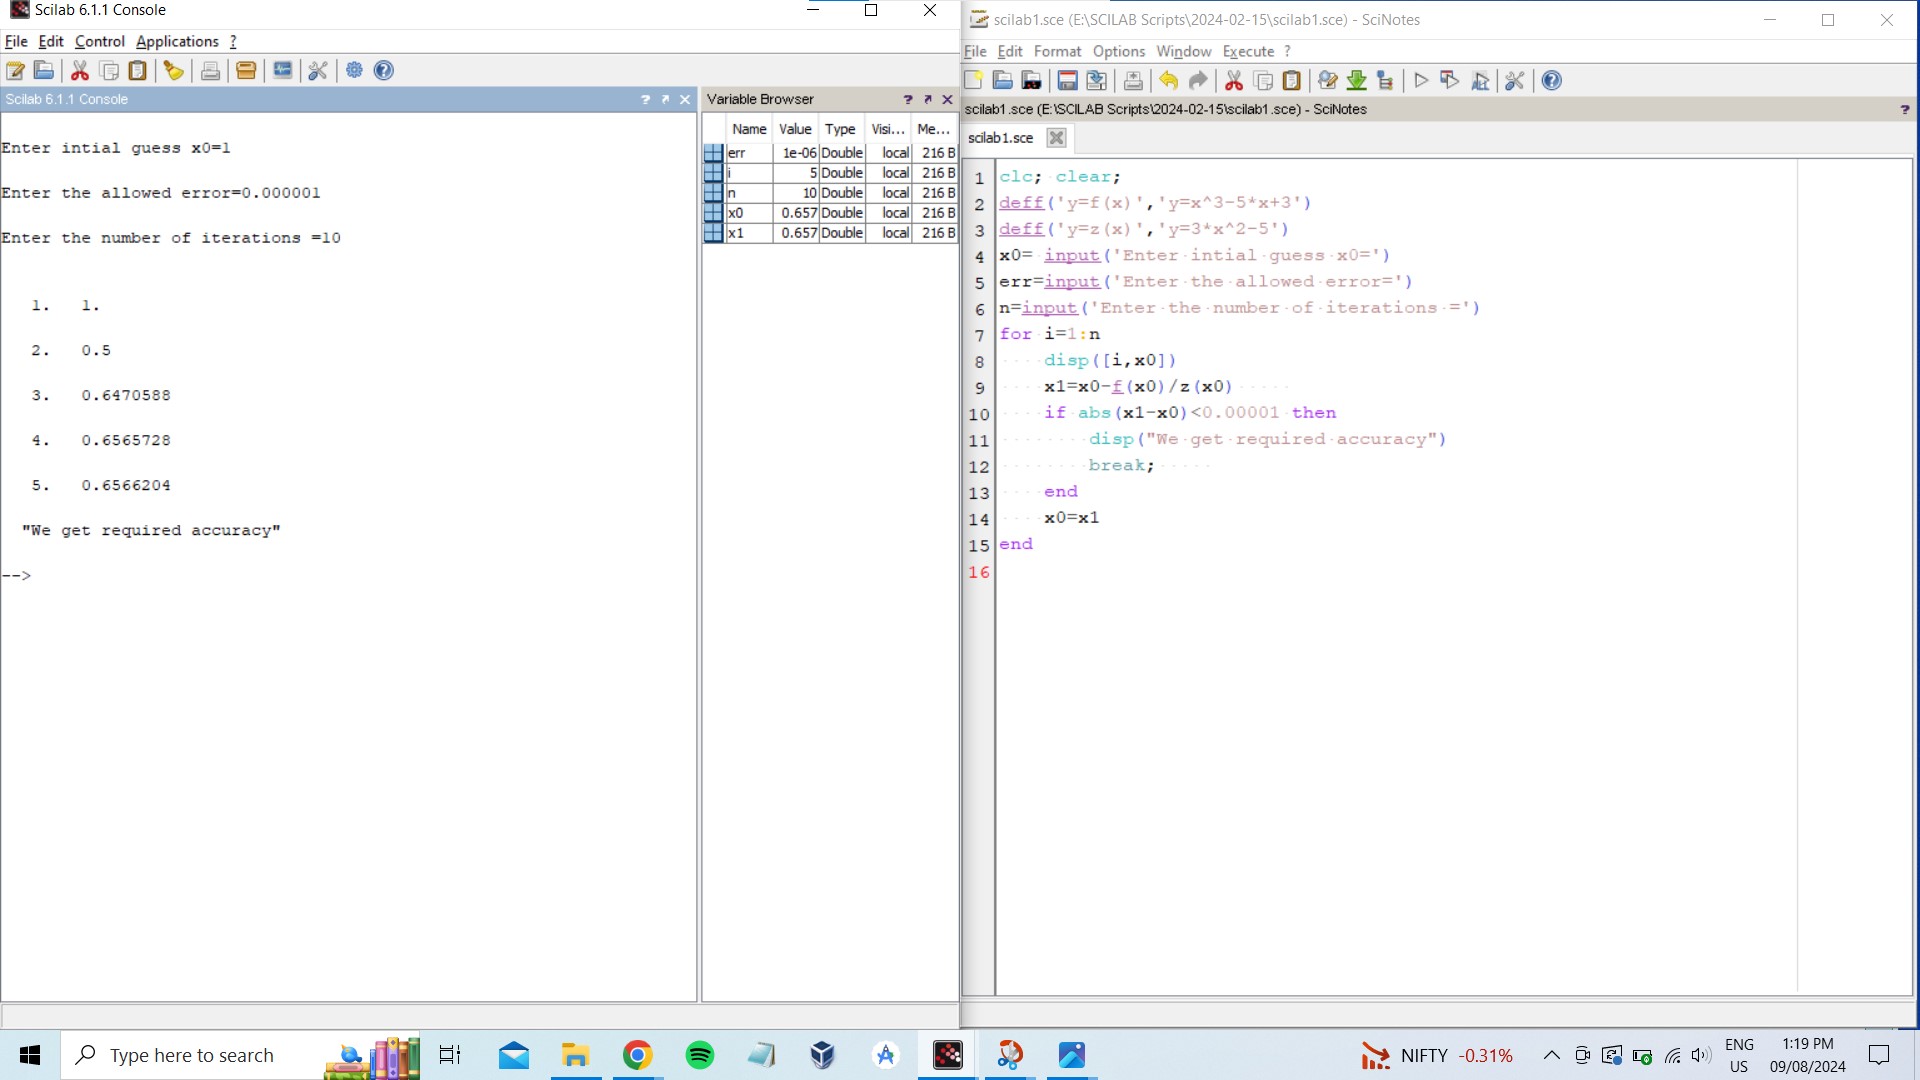 Scilab 6.1.1 Console
File Edit Control Applications ?
Scilab 6.1.1 Console
Enter intial guess x0=1
Enter the allowed error=0.000001
Enter the number of iterations =10
1. 1.
2. 0.5
3. 0.6470588
4. 0.6565728
5. 0.6566204
"We get required accuracy"
-->
Variable Browser
Name Value Type Visi... Me...
err 1e-06 Double local 216 B
i 5 Double local 216 B
n 10 Double local 216 B
x0 0.657 Double local 216 B
x1 0.657 Double local 216 B
scilab1.sce (E:\SCILAB Scripts\2024-02-15\scilab1.sce) - SciNotes
File Edit Format Options Window Execute ?
scilab1.sce (E:\SCILAB Scripts\2024-02-15\scilab1.sce) - SciNotes
scilab1.sce
1 clc; clear;
2 deff('y=f(x)','y=x^3-5*x+3')
3 deff('y=z(x)','y=3*x^2-5')
4 x0= input('Enter intial guess x0=')
5 err=input('Enter the allowed error=')
6 n=input('Enter the number of iterations =')
7 for i=1:n
8 disp([i,x0])
9 x1=x0-f(x0)/z(x0)
10 if abs(x1-x0)<0.00001 then
11 disp("We get required accuracy")
12 break;
13 end
14 x0=x1
15 end
16
Type here to search
NIFTY -0.31%
ENG
US
1:19 PM
09/08/2024